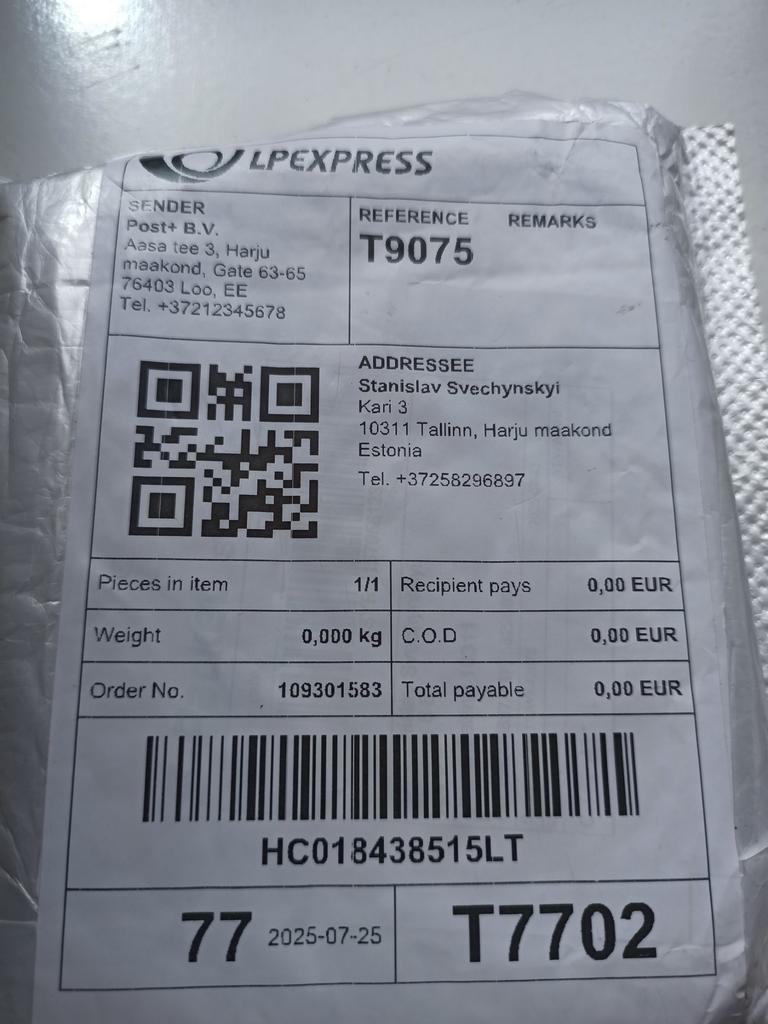 LPEXPRESS
SENDER
Post+ B.V.
Aasa tee 3, Harju
maakond, Gate 63-65
76403 Loo, EE
Tel. +37212345678
REFERENCE REMARKS
T9075
ADDRESSEE
Stanislav Svechynskyi
Kari 3
10311 Tallinn, Harju maakond
Estonia
Tel. +37258296897
Pieces in item 1/1 Recipient pays 0,00 EUR
Weight 0,000 kg C.O.D 0,00 EUR
Order No. 109301583 Total payable 0,00 EUR
HC018438515LT
77 2025-07-25 T7702